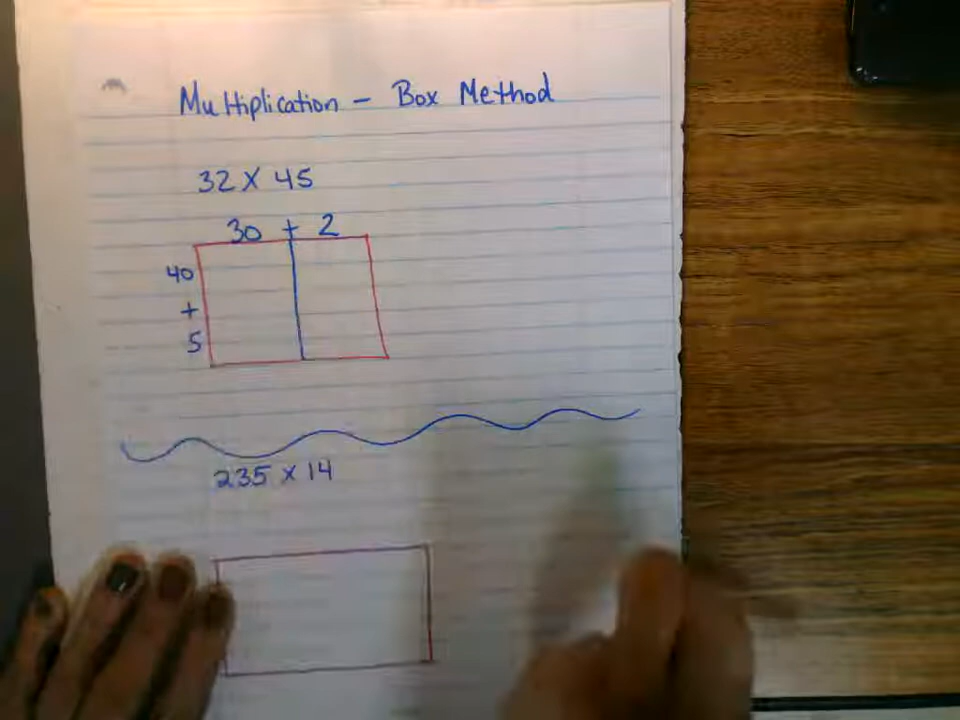 Multiplication - Box Method
32 x 45
30 + 2
40
+
5
235 x 14